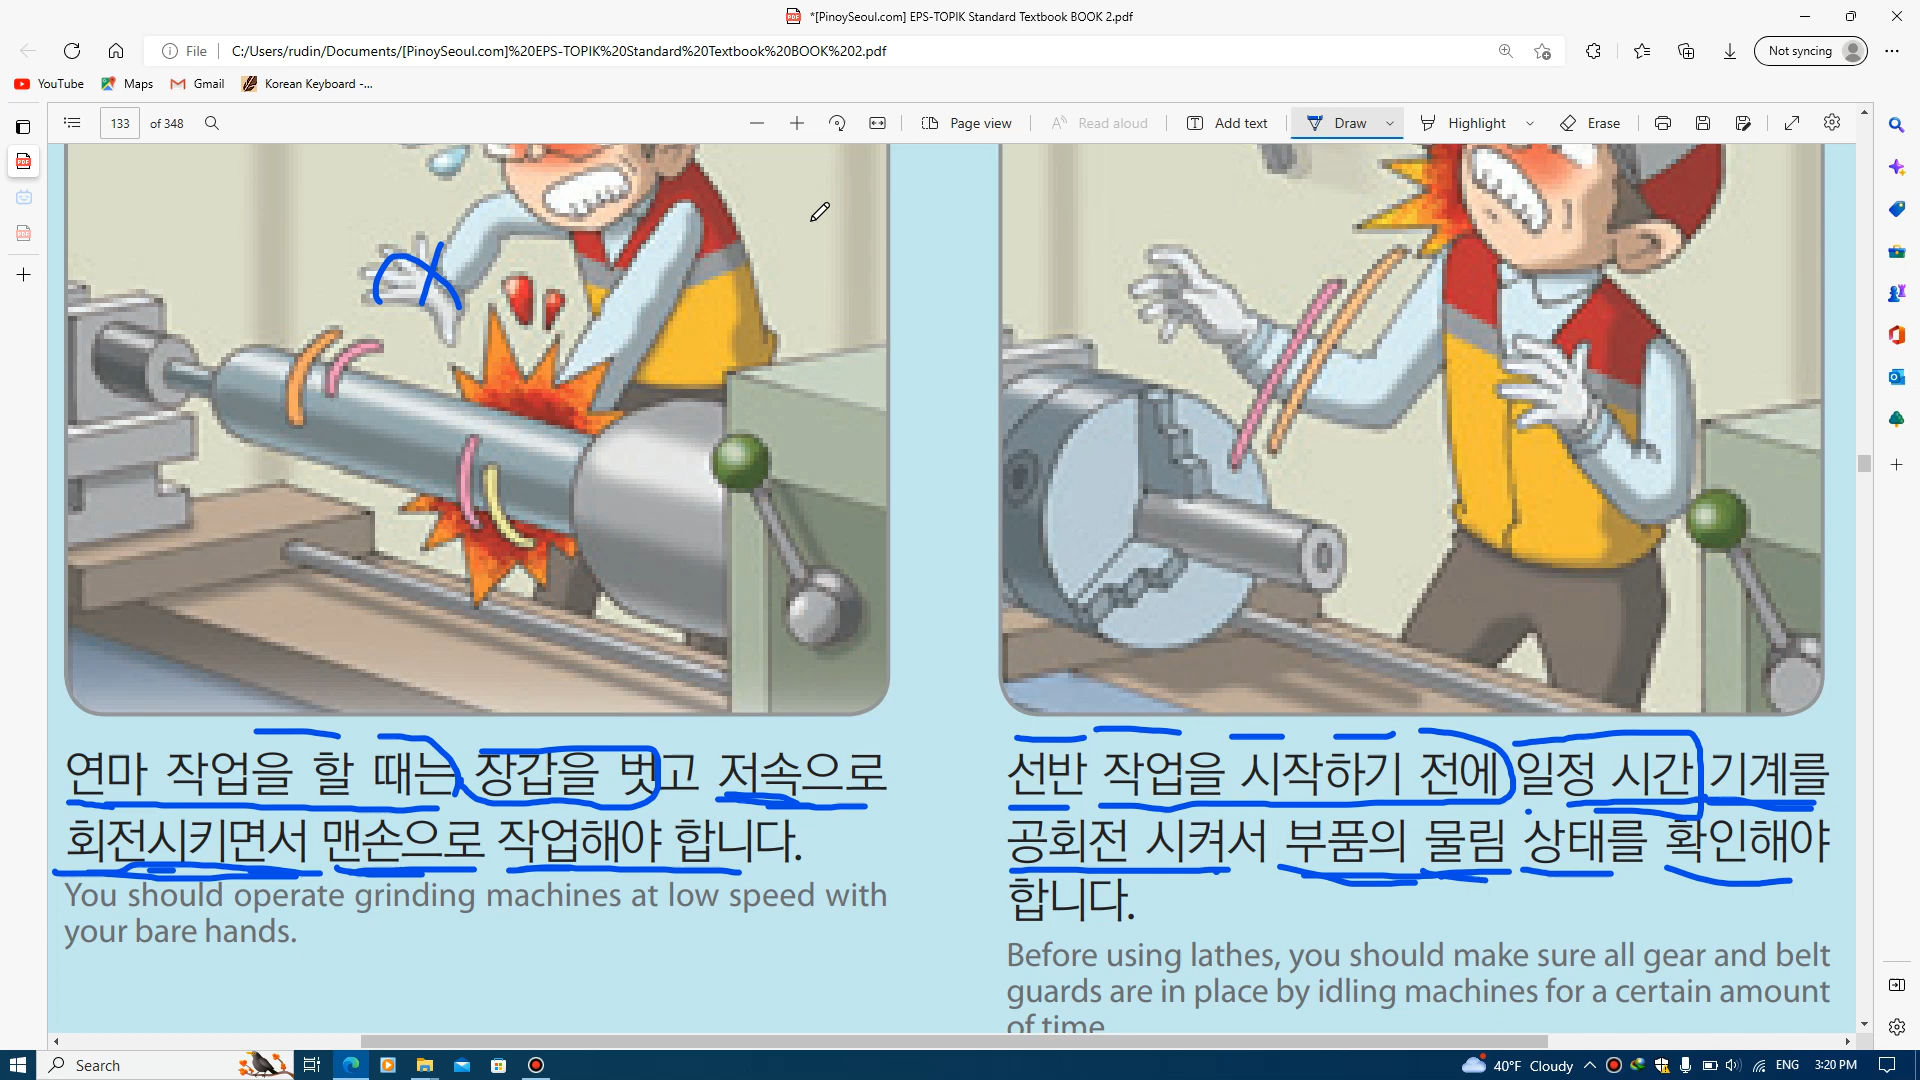 *[PinoySeoul.com] EPS-TOPIK Standard Textbook BOOK 2.pdf
File C:/Users/rudin/Documents/[PinoySeoul.com]%20EPS-TOPIK%20Standard%20Textbook%20BOOK%202.pdf Not syncing
YouTube Maps Gmail Korean Keyboard -...
133 of 348 Page view Read aloud Add text Draw Highlight Erase
연마 작업을 할 때는, 장갑을 벗고 저속으로
회전시키면서 맨손으로 작업해야 합니다.
You should operate grinding machines at low speed with
your bare hands.
선반 작업을 시작하기 전에 일정 시간 기계를
공회전 시켜서 부품의 물림 상태를 확인해야
합니다.
Before using lathes, you should make sure all gear and belt
guards are in place by idling machines for a certain amount
of time
Search 40°F Cloudy ENG 3:20 PM